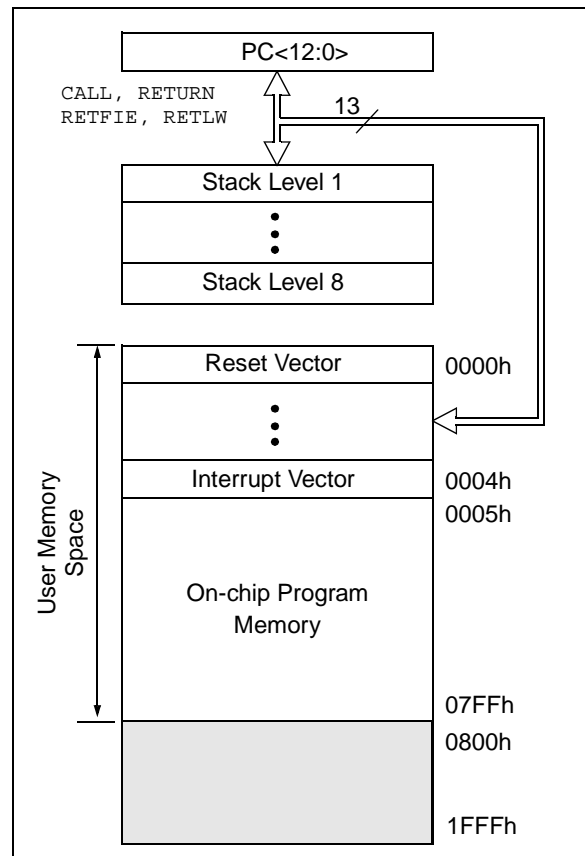 PC<12:0>
CALL, RETURN
RETFIE, RETLW
13
Stack Level 1
Stack Level 8
Reset Vector
0000h
Interrupt Vector
0004h
0005h
User Memory
Space
On-chip Program
Memory
07FFh
0800h
1FFFh